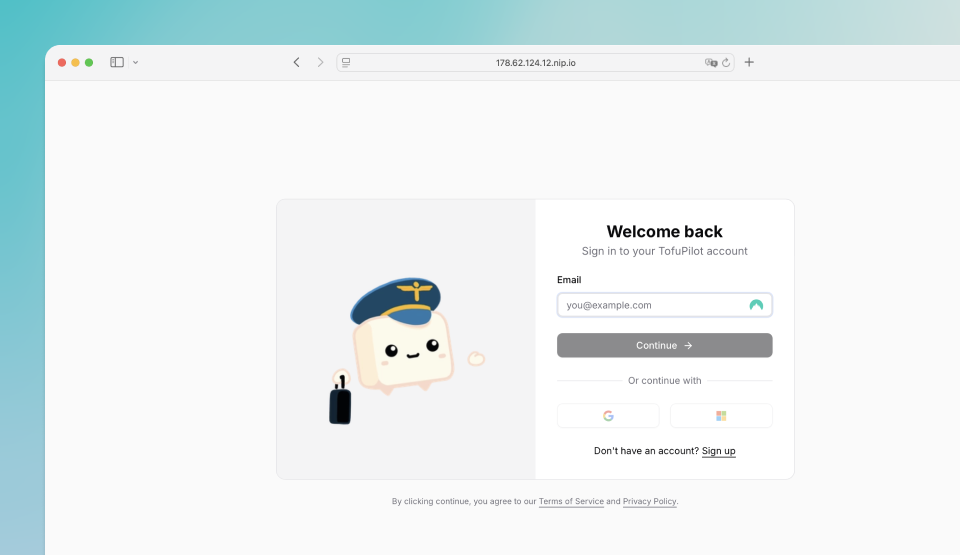 178.62.124.12.nip.io
Welcome back
Sign in to your TofuPilot account
Email
you@example.com
Continue →
Or continue with
Don't have an account? Sign up
By clicking continue, you agree to our Terms of Service and Privacy Policy.